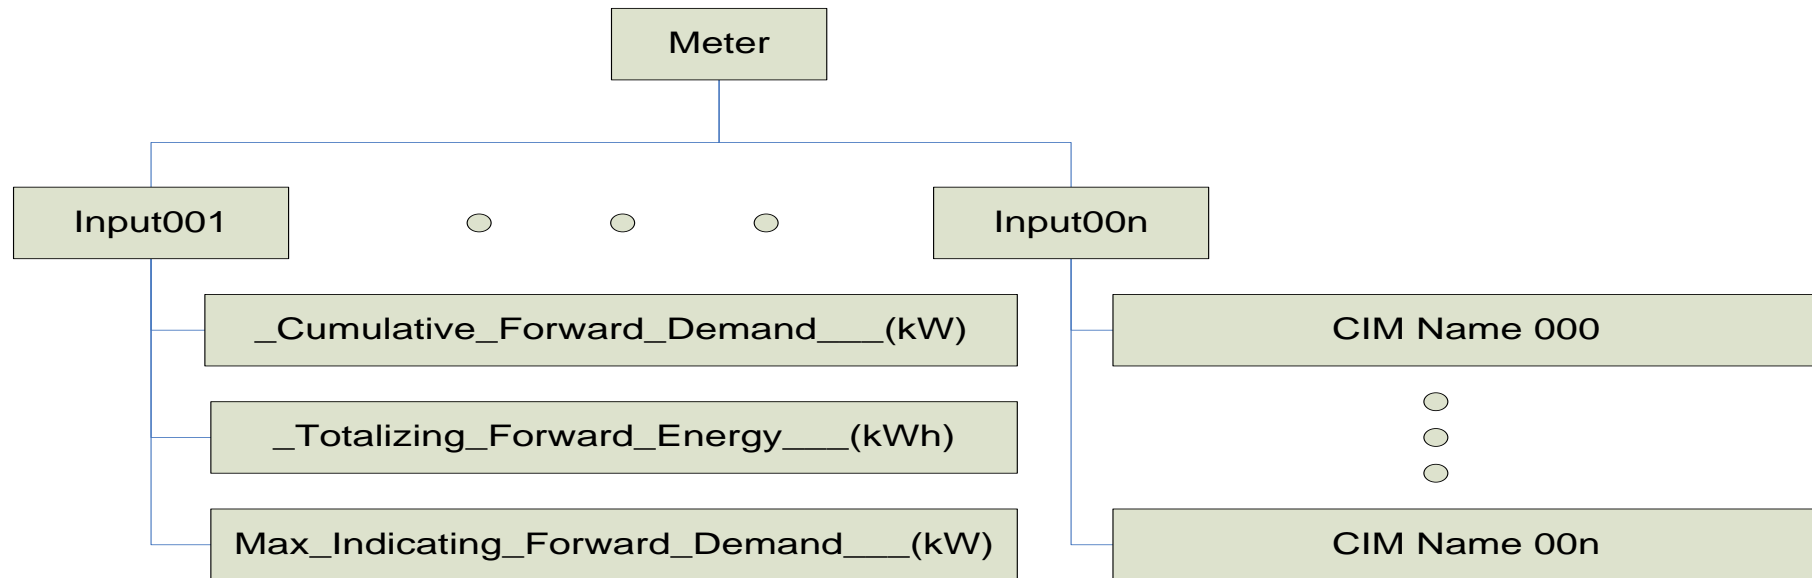 Meter
Input001
Input00n
_Cumulative_Forward_Demand___(kW)
CIM Name 000
_Totalizing_Forward_Energy___(kWh)
Max_Indicating_Forward_Demand___(kW)
CIM Name 00n